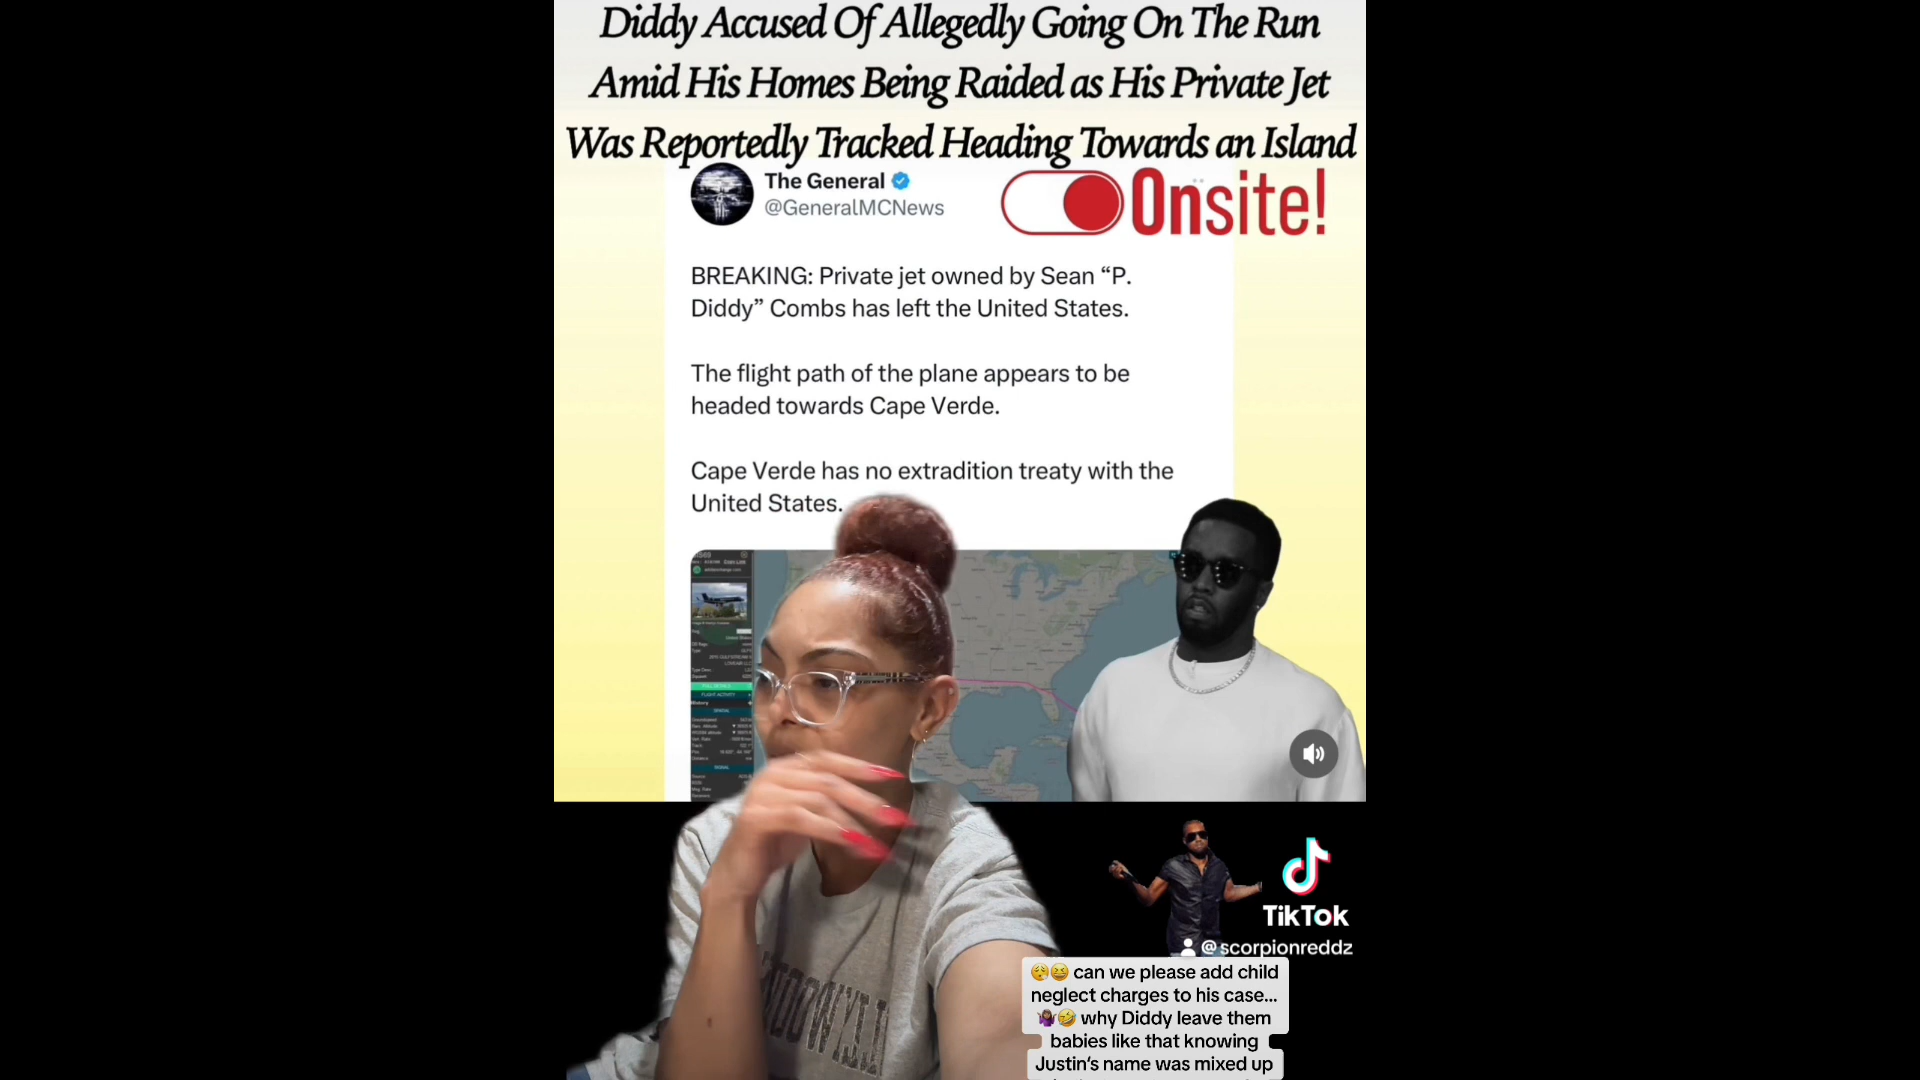 Diddy Accused Of Allegedly Going On The Run
Amid His Homes Being Raided as His Private Jet
Was Reportedly Tracked Heading Towards an Island
The General
@GeneralMCNews
Onsite!
BREAKING: Private jet owned by Sean “P.
Diddy” Combs has left the United States.
The flight path of the plane appears to be
headed towards Cape Verde.
Cape Verde has no extradition treaty with the
United States.
TikTok
@scorpionreddz
😮‍💨😆 can we please add child
neglect charges to his case...
🤷🏽‍♀️🤣 why Diddy leave them
babies like that knowing
Justin’s name was mixed up